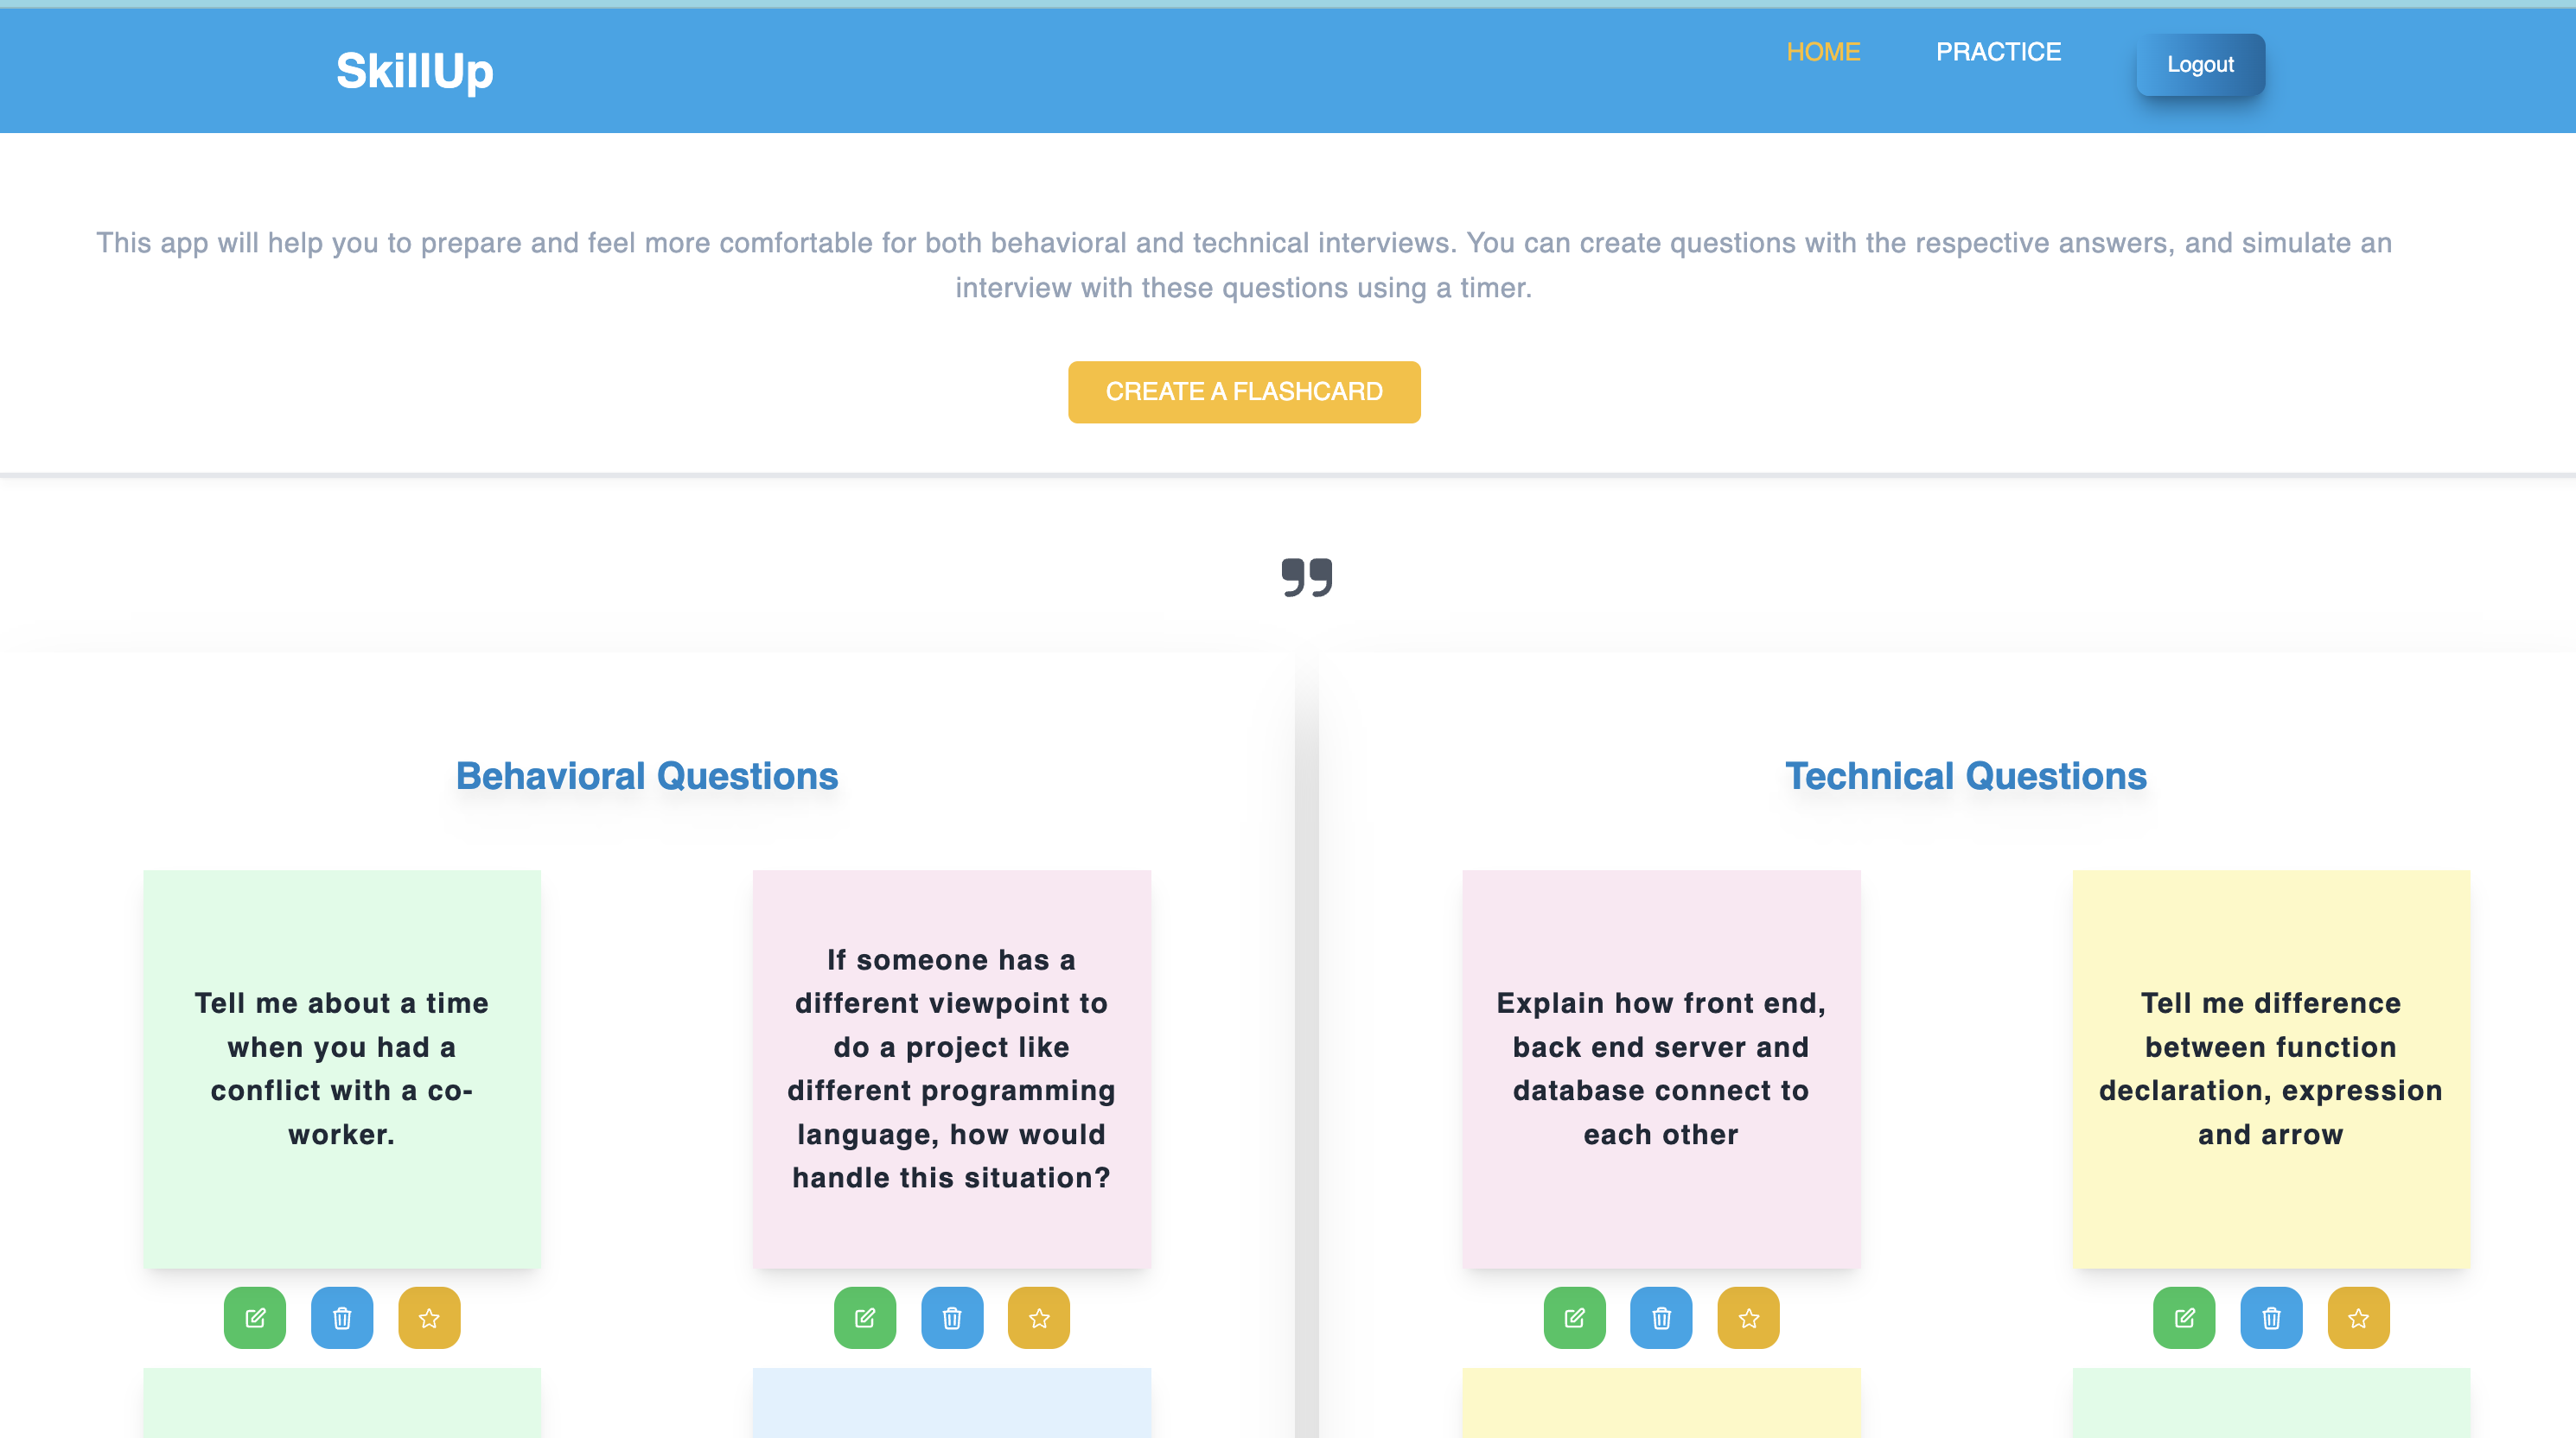 SkillUp
HOME
PRACTICE
Logout
This app will help you to prepare and feel more comfortable for both behavioral and technical interviews. You can create questions with the respective answers, and simulate an
interview with these questions using a timer.
CREATE A FLASHCARD
Behavioral Questions
Tell me about a time
when you had a
conflict with a co-
worker.
If someone has a
different viewpoint to
do a project like
different programming
language, how would
handle this situation?
Technical Questions
Explain how front end,
back end server and
database connect to
each other
Tell me difference
between function
declaration, expression
and arrow